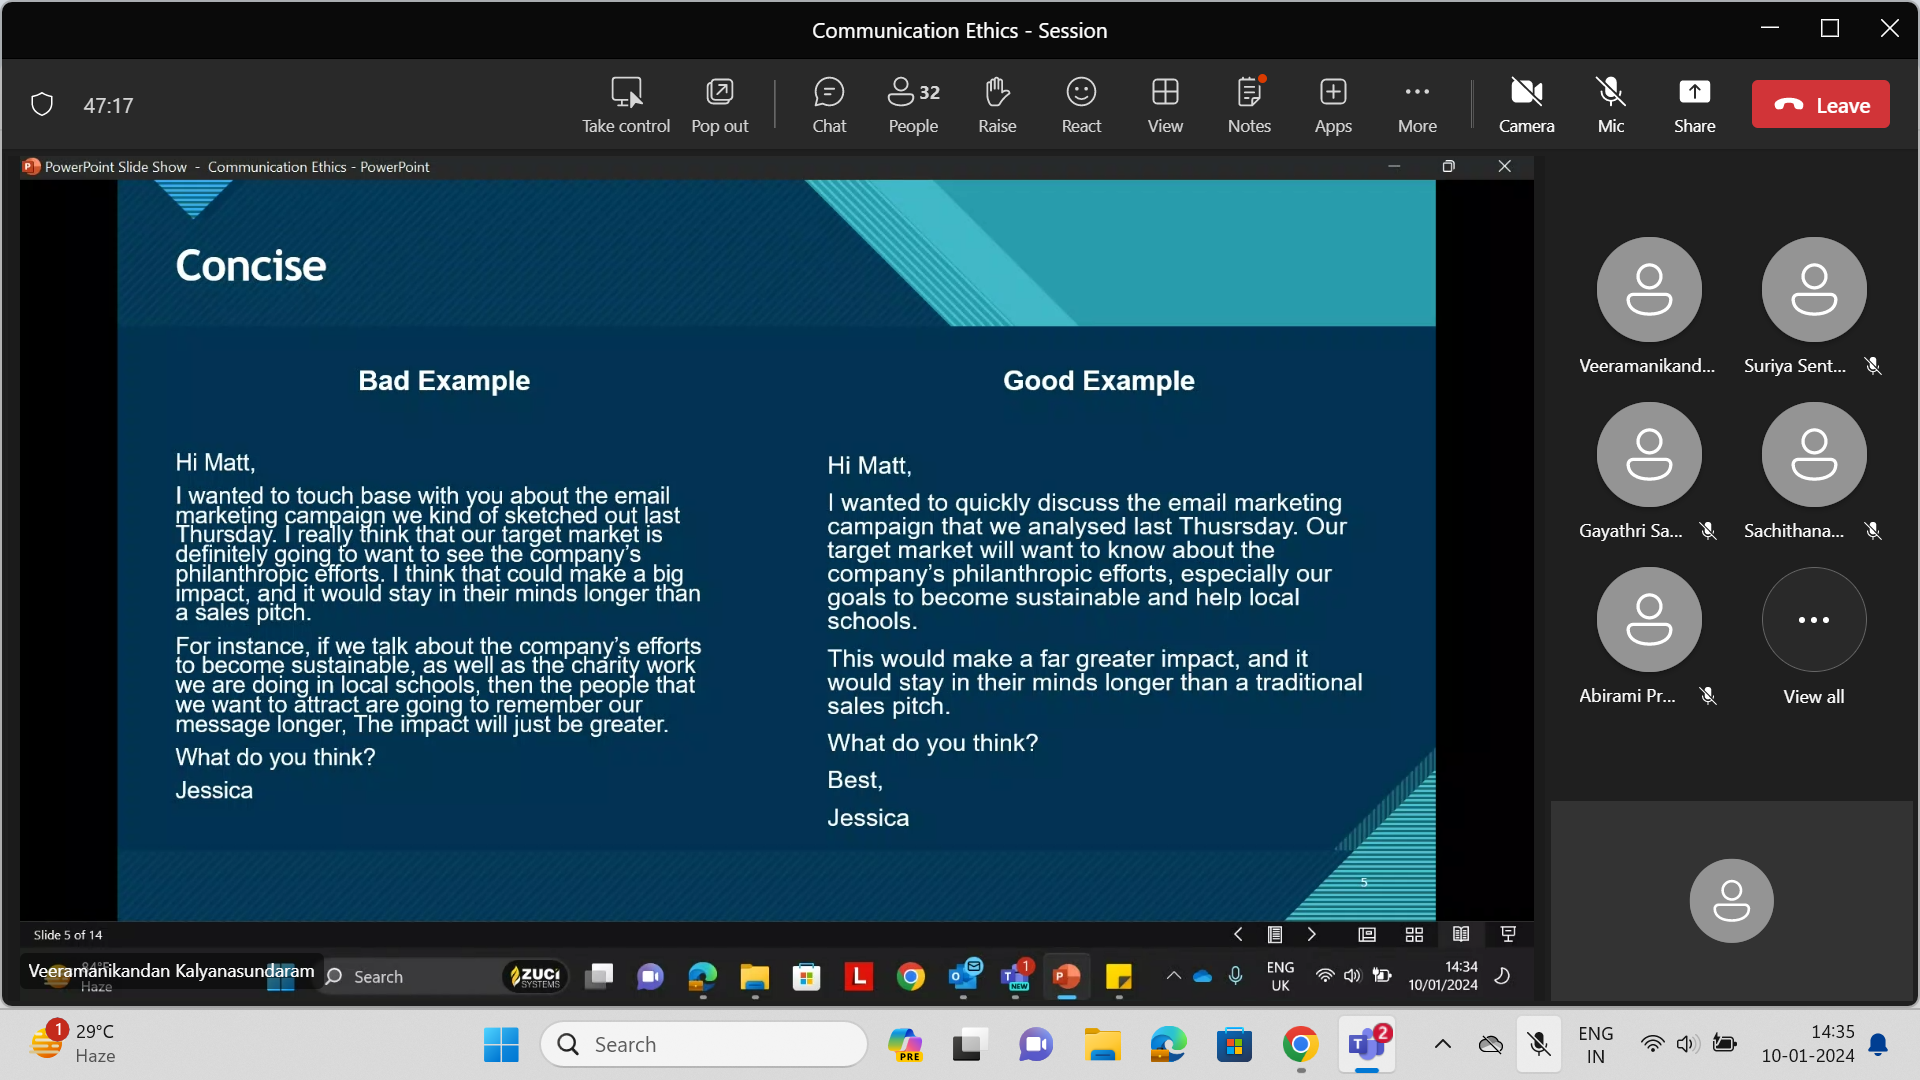 Communication Ethics - Session
47:17
Take control
Pop out
Chat
32
People
Raise
React
View
Notes
Apps
More
Camera
Mic
Share
Leave
PowerPoint Slide Show - Communication Ethics - PowerPoint
Concise
Bad Example
Hi Matt,
I wanted to touch base with you about the email
marketing campaign we kind of sketched out last
Thursday. I really think that our target market is
definitely going to want to see the company's
philanthropic efforts. I think that could make a big
impact, and it would stay in their minds longer than
a sales pitch.
For instance, if we talk about the company's efforts
to become sustainable, as well as the charity work
we are doing in local schools, then the people that
we want to attract are going to remember our
message longer, The impact will just be greater.
What do you think?
Jessica
Good Example
Hi Matt,
I wanted to quickly discuss the email marketing
campaign that we analysed last Thusrsday. Our
target market will want to know about the
company's philanthropic efforts, especially our
goals to become sustainable and help local
schools.
This would make a far greater impact, and it
would stay in their minds longer than a traditional
sales pitch.
What do you think?
Best,
Jessica
5
Veeramanikand...
Suriya Sent...
Gayathri Sa...
Sachithana...
Abirami Pr...
View all
Slide 5 of 14
Veeramanikandan Kalyanasundaram
Haze
Search
ZUCI
SYSTEMS
L
1
NEW
ENG
UK
14:34
10/01/2024
1
29°C
Haze
Search
PRE
2
ENG
IN
14:35
10-01-2024